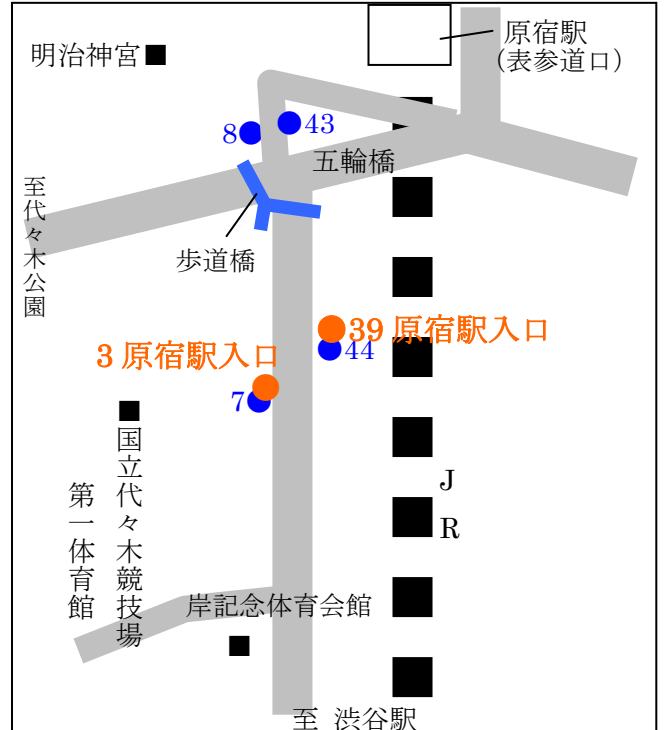 原宿駅
（表参道口）
明治神宮
8
43
五輪橋
至代々木公園
歩道橋
39 原宿駅入口
44
3 原宿駅入口
7
国立代々木競技場
第一体育館
JR
岸記念体育会館
至 渋谷駅